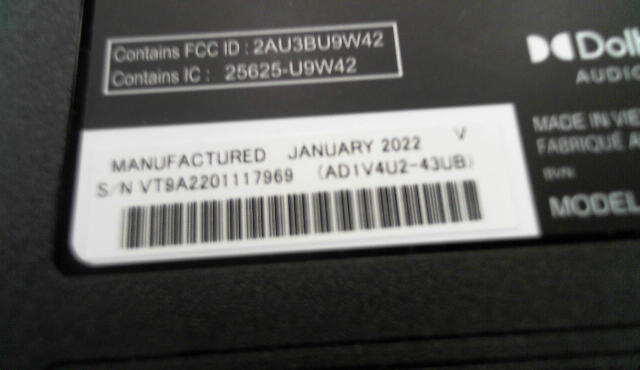 Contains FCC ID : 2AU3BU9W42
Contains IC : 25625-U9W42
AUDIO
MANUFACTURED JANUARY 2022 V
S/N VT9A2201117969 (AD1V4U2-43UB)
MADE IN VIE
FABRIQUÉ A
MODEL